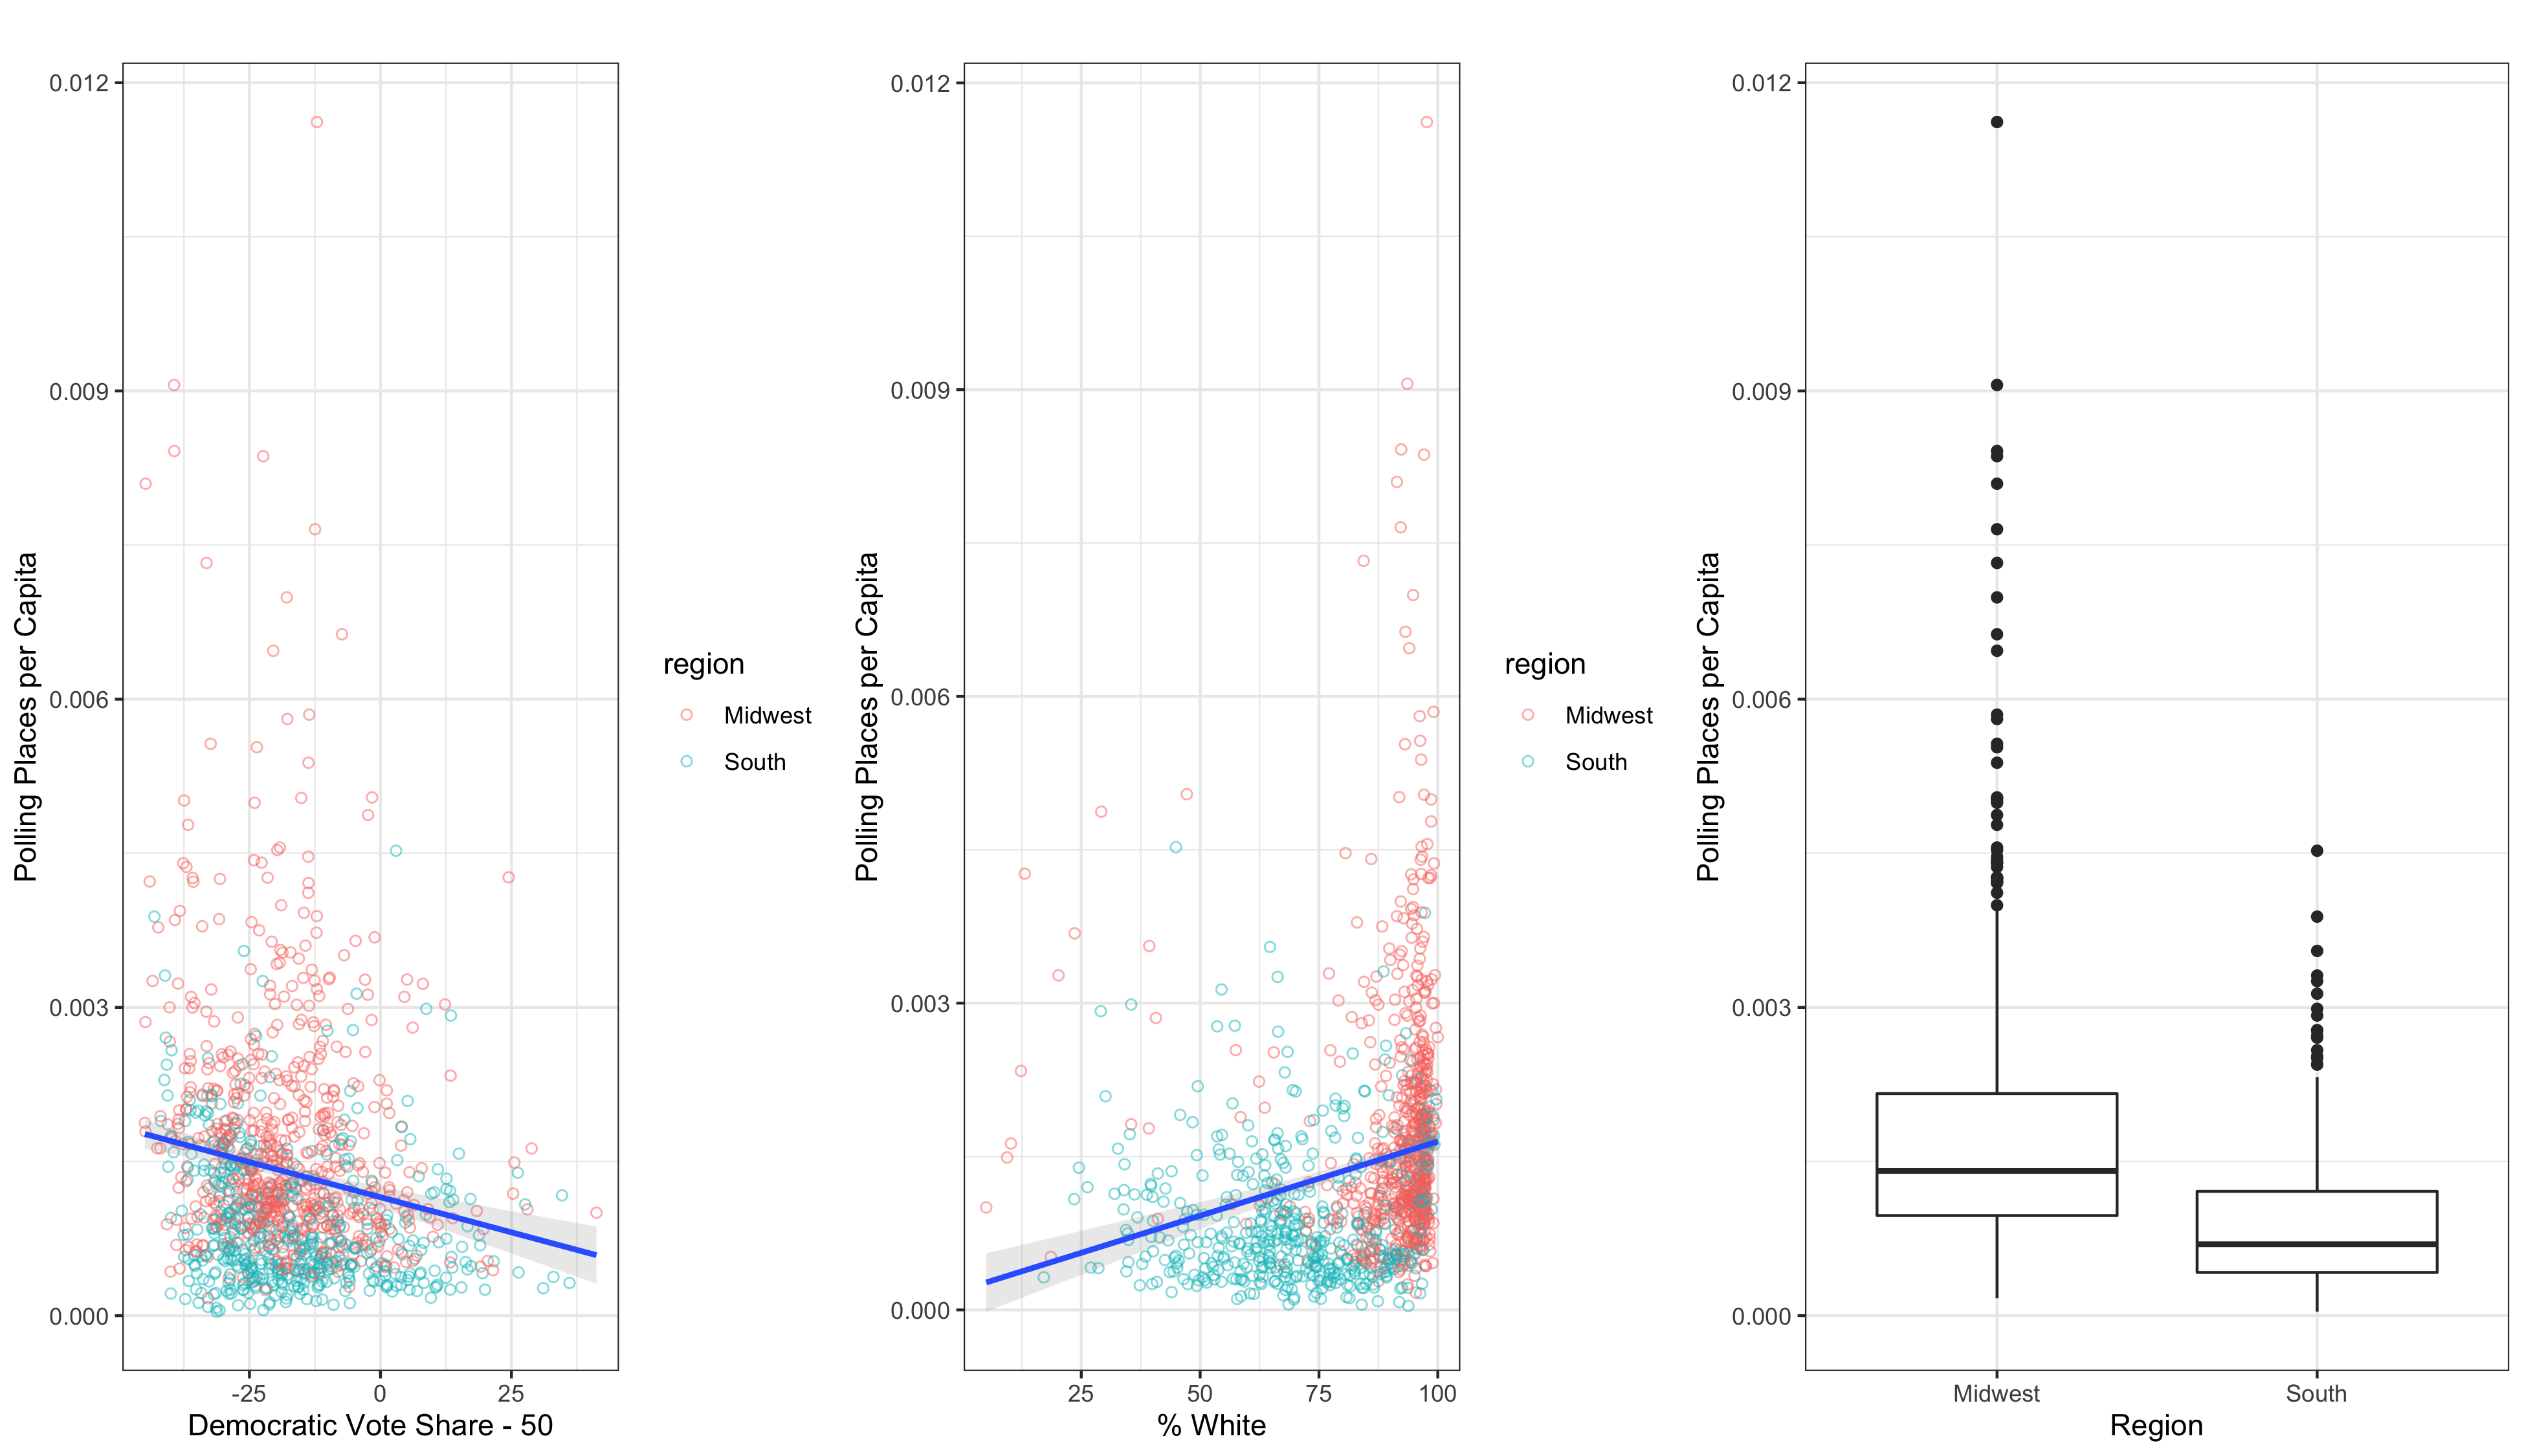 0.012
0.009
0.006
0.003
0.000
Polling Places per Capita
-25 0 25
Democratic Vote Share - 50
region
Midwest
South
0.012
0.009
0.006
0.003
0.000
Polling Places per Capita
25 50 75 100
% White
region
Midwest
South
0.012
0.009
0.006
0.003
0.000
Polling Places per Capita
Midwest South
Region